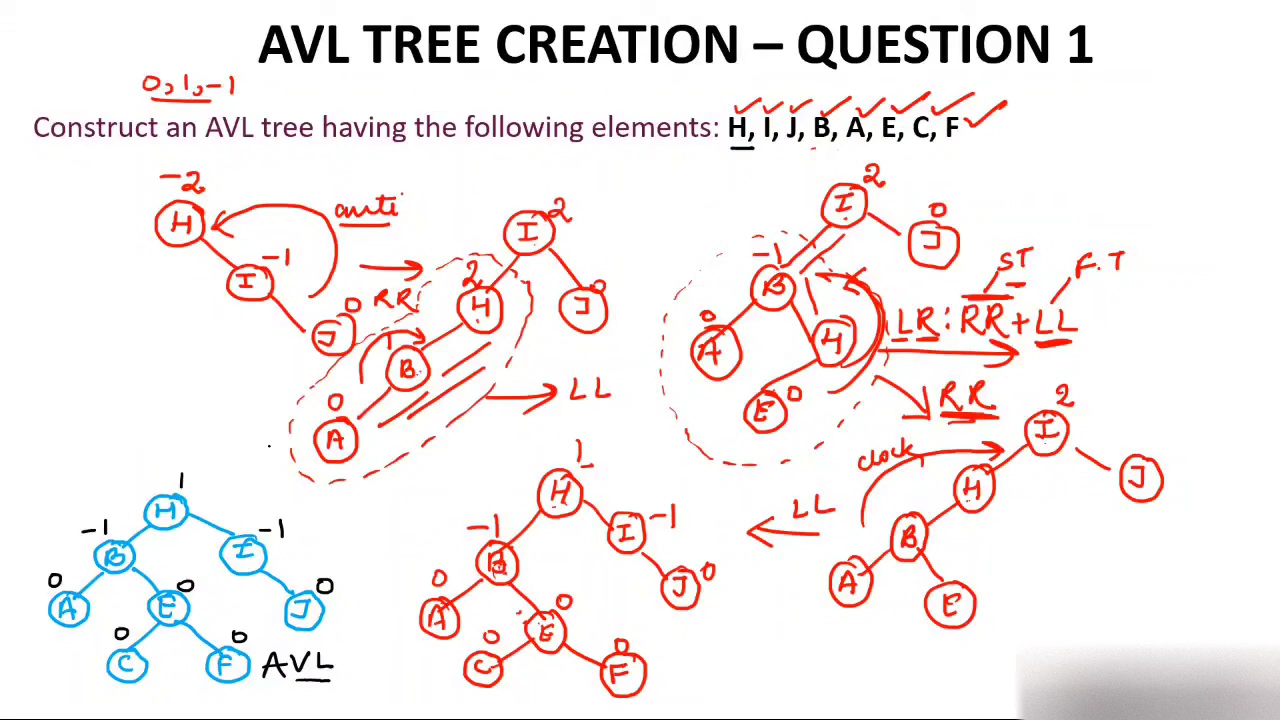 AVL TREE CREATION – QUESTION 1
0, 1, -1
Construct an AVL tree having the following elements: H, I, J, B, A, E, C, F
-2
H
anti
I
-1
J
0
RR
I
2
2
H
J
0
B
0
A
LL
I
2
0
J
-1
B
0
A
H
E
0
ST
F.T
LR : RR + LL
RR
2
I
clock
H
J
B
A
E
LL
1
H
-1
B
I
-1
0
A
J
0
E
0
0
C
0
F
1
H
-1
B
I
-1
0
A
E
0
J
0
0
C
0
F
AVL